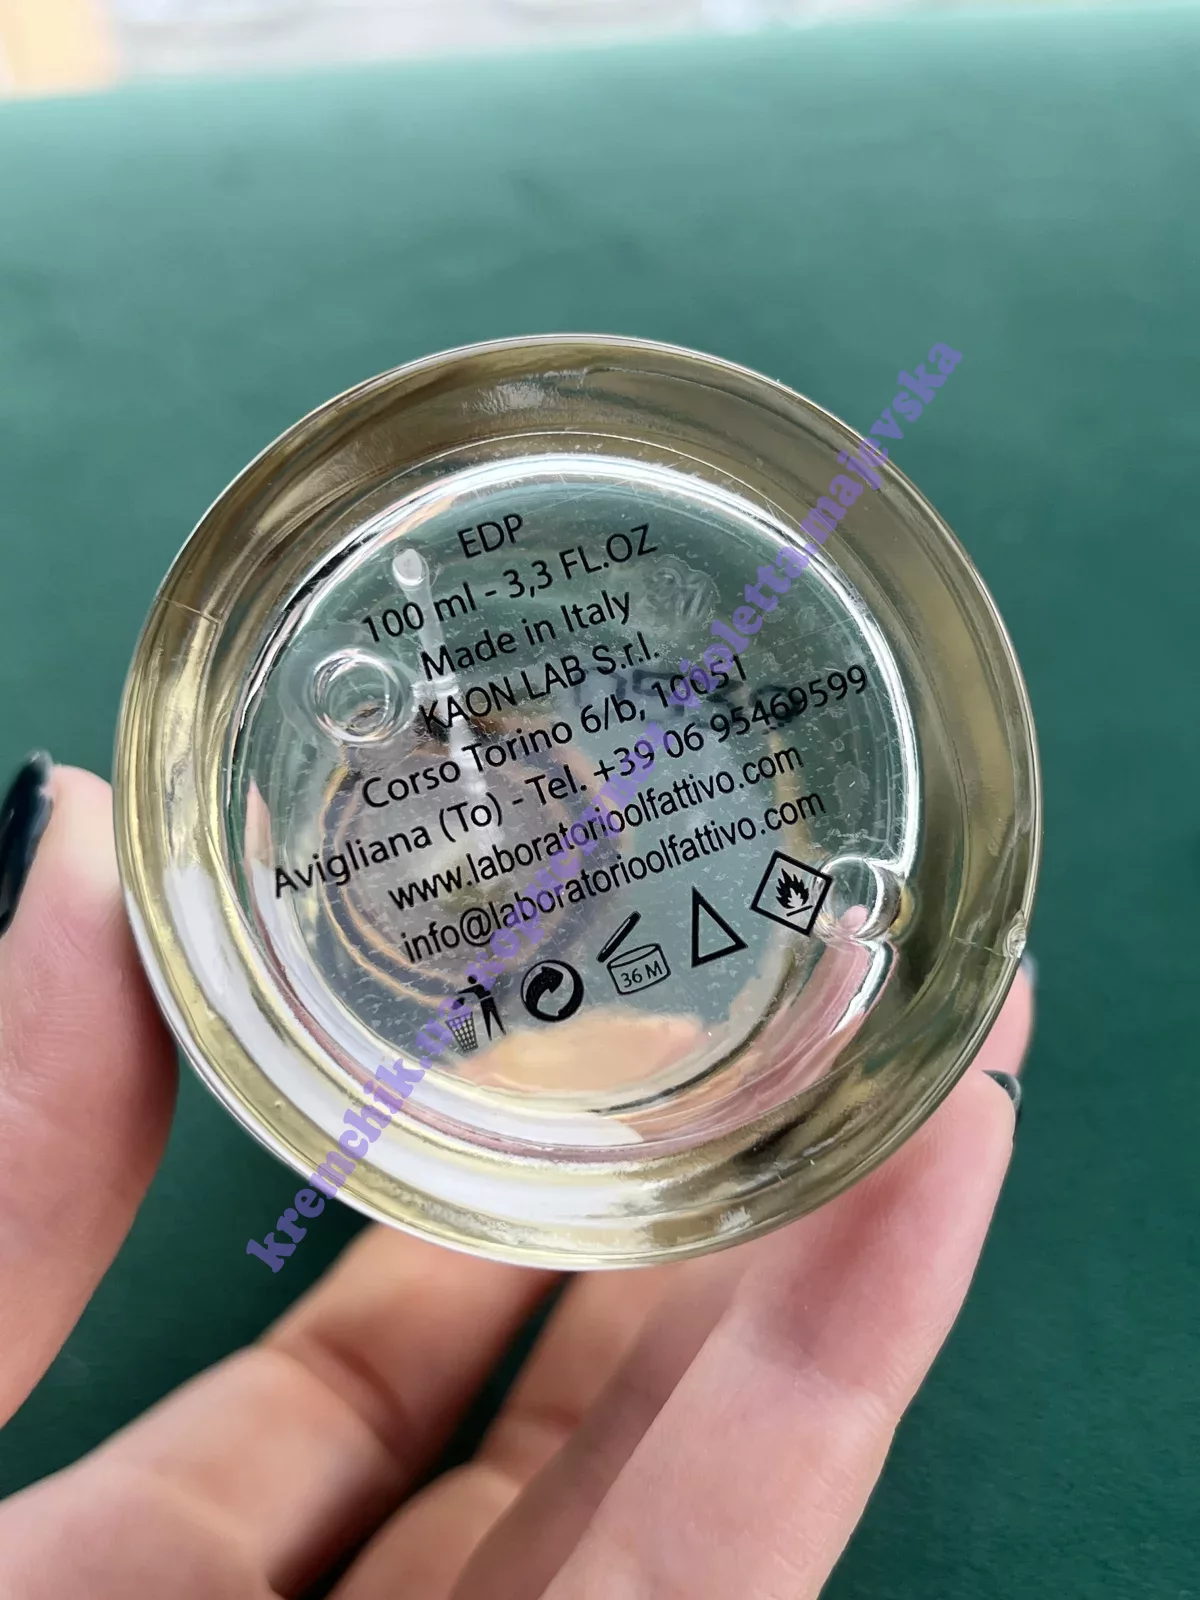 EDP
100 ml - 3,3 FL.OZ
Made in Italy
KAON LAB S.r.l.
Corso Torino 6/b, 10051
Avigliana (To) - Tel. +39 06 95469599
www.laboratorioolfattivo.com
info@laboratorioolfattivo.com
36 M